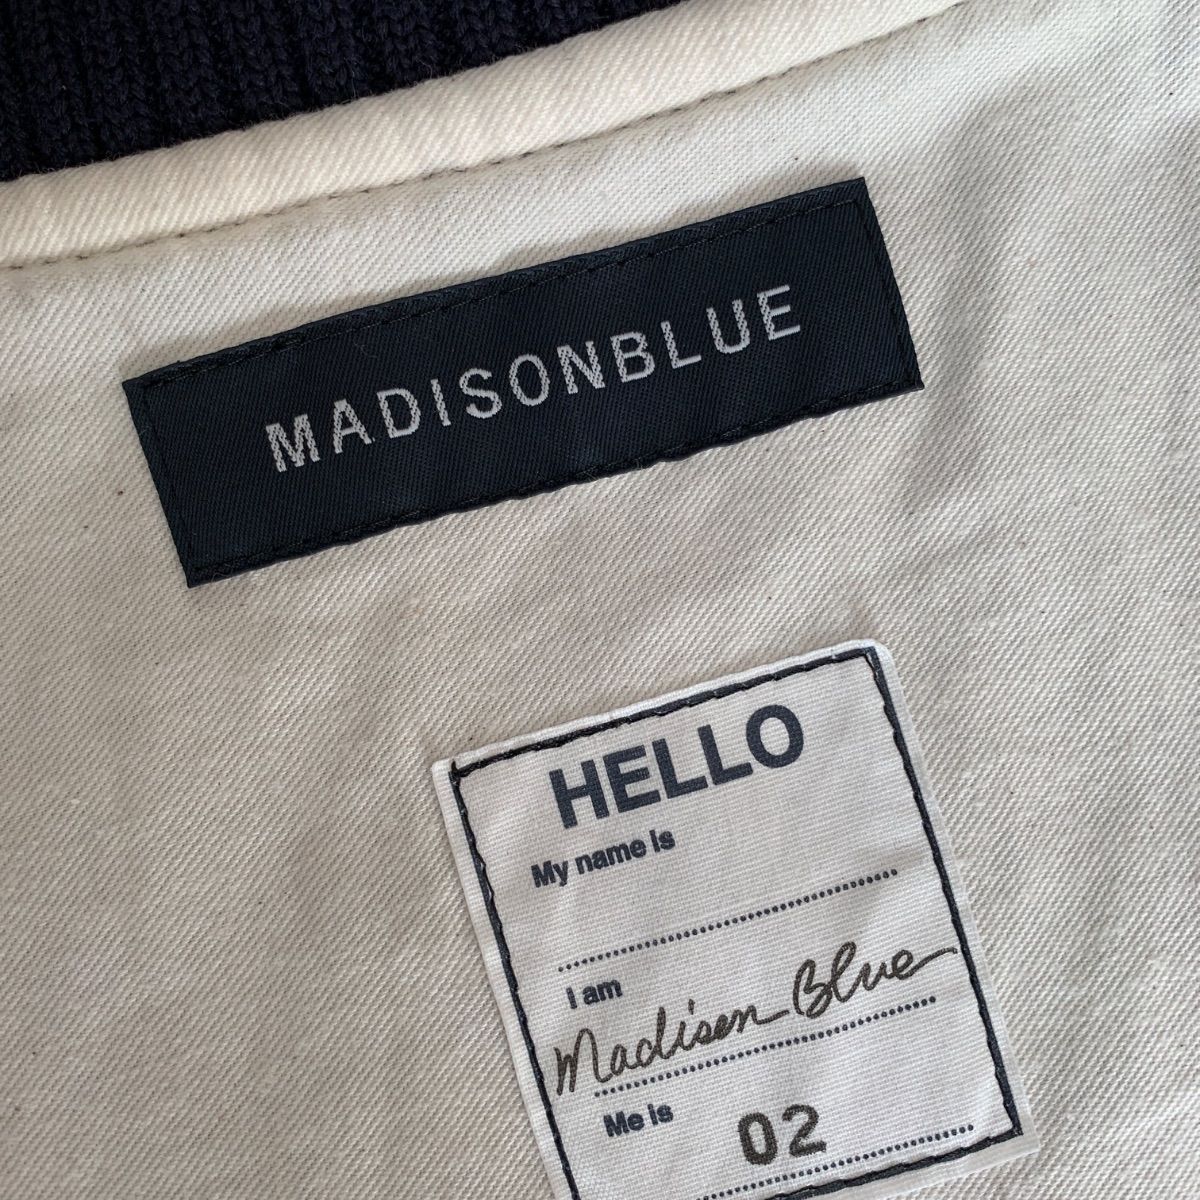 MADISONBLUE
HELLO
My name is
I am
Madison Blue
Me is
02